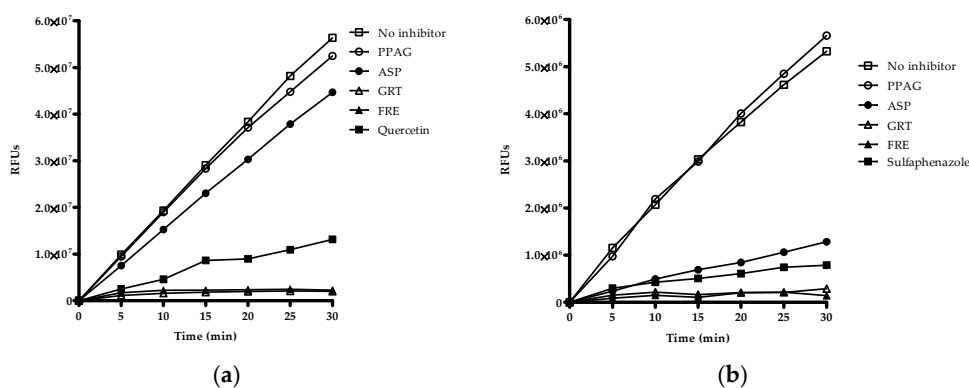 6.0×10⁷
5.0×10⁷
4.0×10⁷
3.0×10⁷
2.0×10⁷
1.0×10⁷
0
RFUs
0 5 10 15 20 25 30
Time (min)
No inhibitor
PPAG
ASP
GRT
FRE
Quercetin
(a)
6.0×10⁶
5.0×10⁶
4.0×10⁶
3.0×10⁶
2.0×10⁶
1.0×10⁶
0
RFUs
0 5 10 15 20 25 30
Time (min)
No inhibitor
PPAG
ASP
GRT
FRE
Sulfaphenazole
(b)